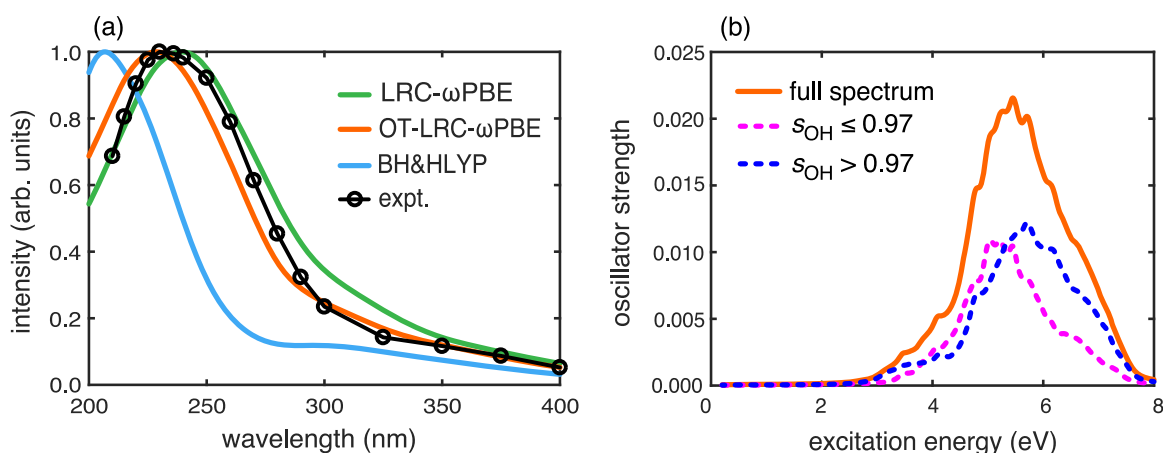 (a)
intensity (arb. units)
1.0
0.8
0.6
0.4
0.2
0.0
LRC-ωPBE
OT-LRC-ωPBE
BH&HLYP
expt.
200
250
300
350
400
wavelength (nm)
(b)
oscillator strength
0.025
0.020
0.015
0.010
0.005
0.000
full spectrum
sOH ≤ 0.97
sOH > 0.97
0
2
4
6
8
excitation energy (eV)